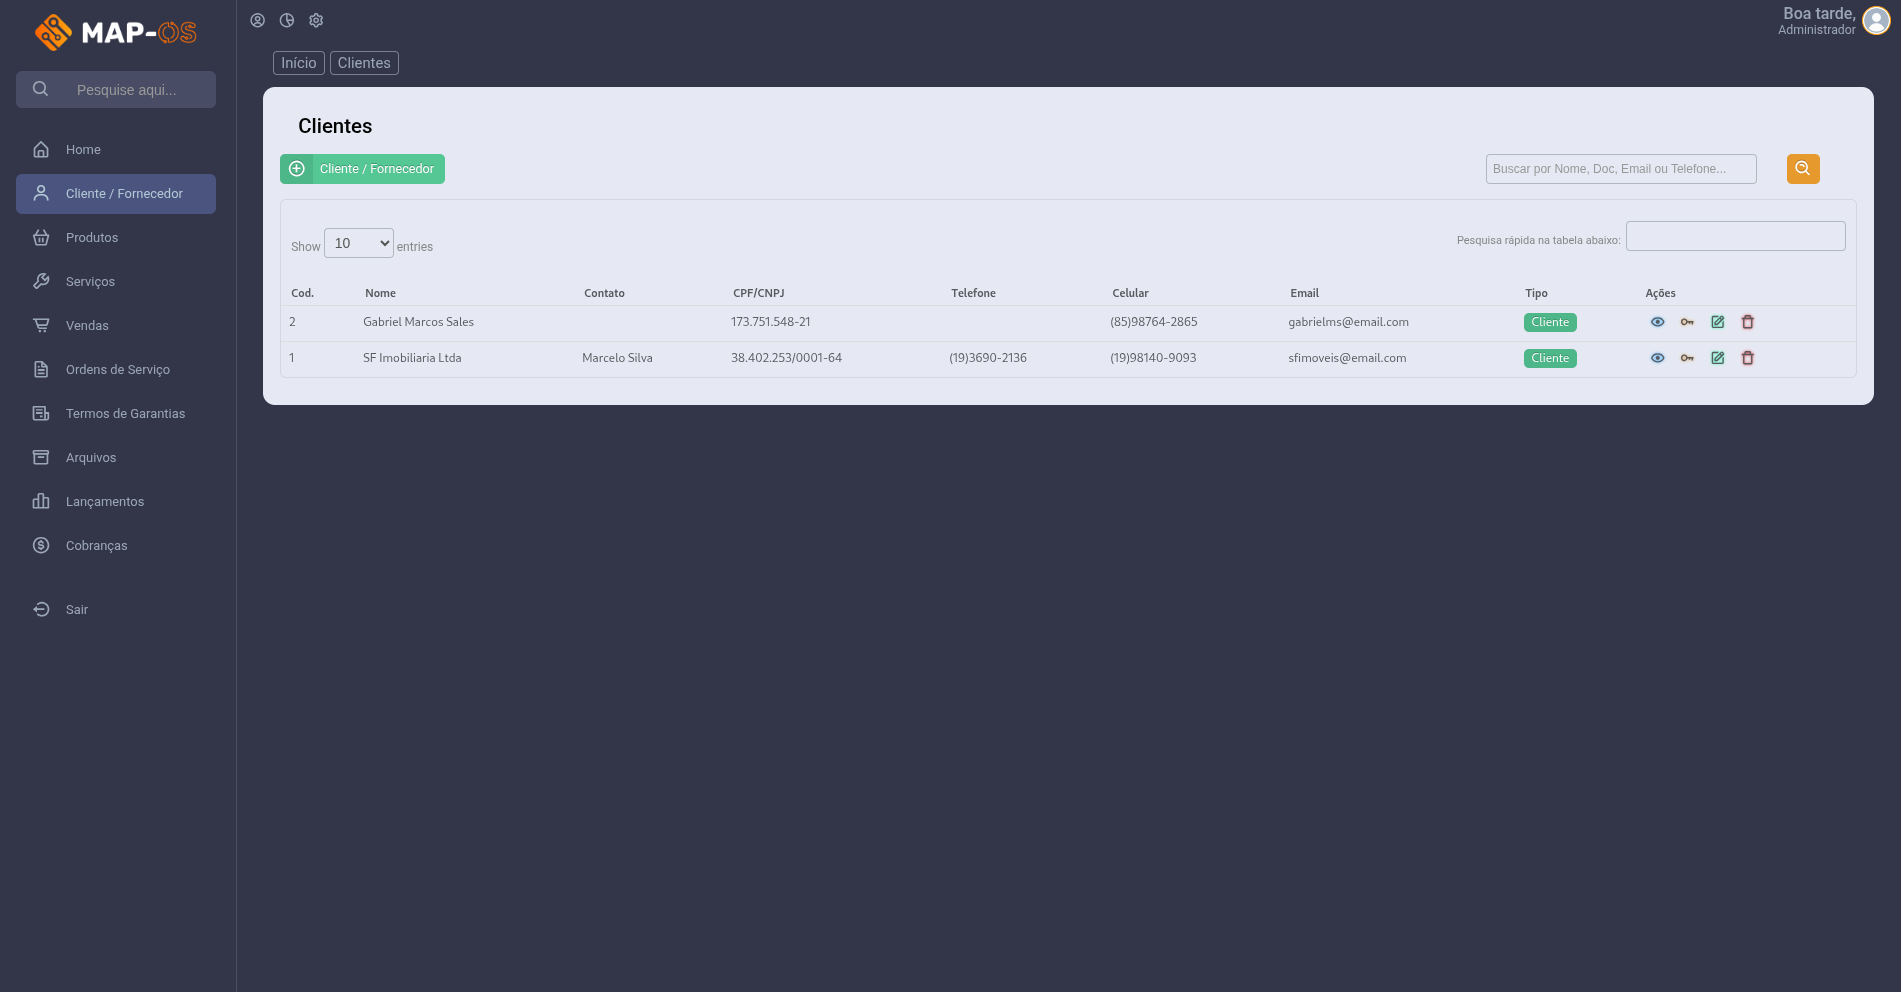 MAP-OS
Boa tarde,
Administrador
Pesquise aqui...
Home
Cliente / Fornecedor
Produtos
Serviços
Vendas
Ordens de Serviço
Termos de Garantias
Arquivos
Lançamentos
Cobranças
Sair
Início Clientes
Clientes
Cliente / Fornecedor Buscar por Nome, Doc, Email ou Telefone...
Show 10 entries Pesquisa rápida na tabela abaixo:
Cod. Nome Contato CPF/CNPJ Telefone Celular Email Tipo Ações
2 Gabriel Marcos Sales 173.751.548-21 (85)98764-2865 gabrielms@email.com Cliente
1 SF Imobiliaria Ltda Marcelo Silva 38.402.253/0001-64 (19)3690-2136 (19)98140-9093 sfimoveis@email.com Cliente